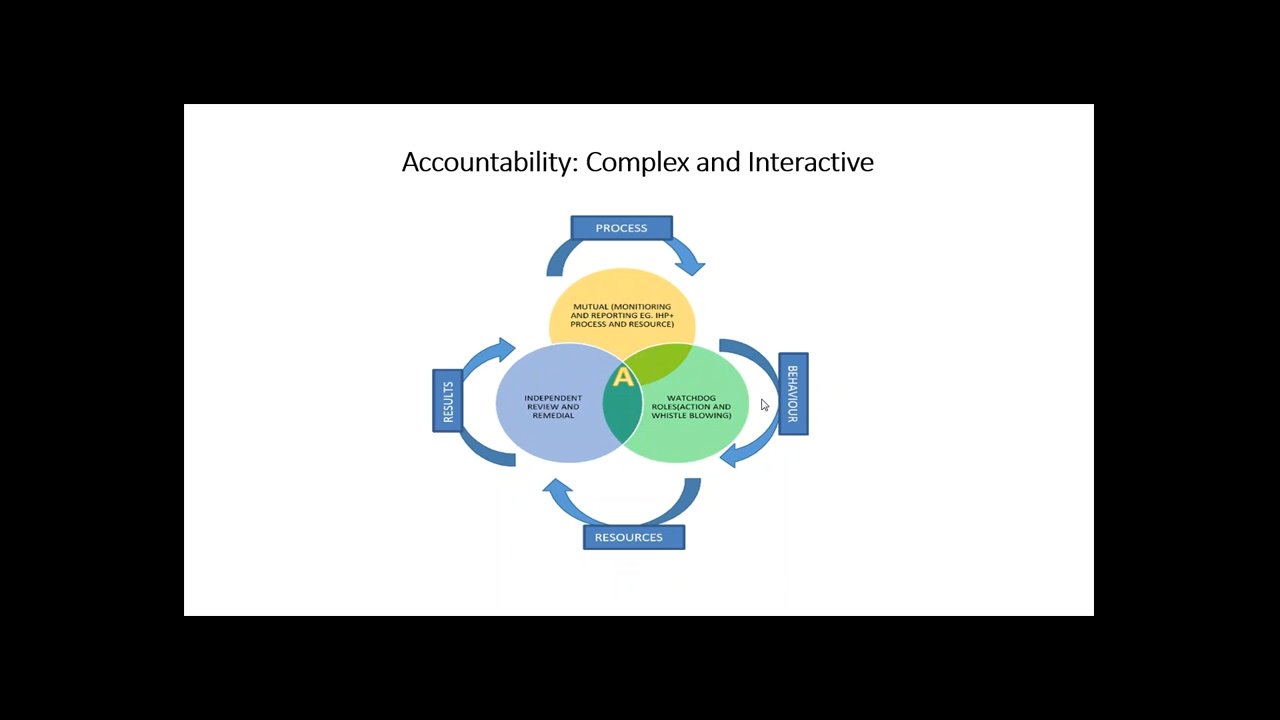 Accountability: Complex and Interactive
PROCESS
MUTUAL (MONITIORING
AND REPORTING EG. IHP+
PROCESS AND RESOURCE)
BEHAVIOUR
RESULTS
A
INDEPENDENT
REVIEW AND
REMEDIAL
WATCHDOG
ROLES(ACTION AND
WHISTLE BLOWING)
RESOURCES